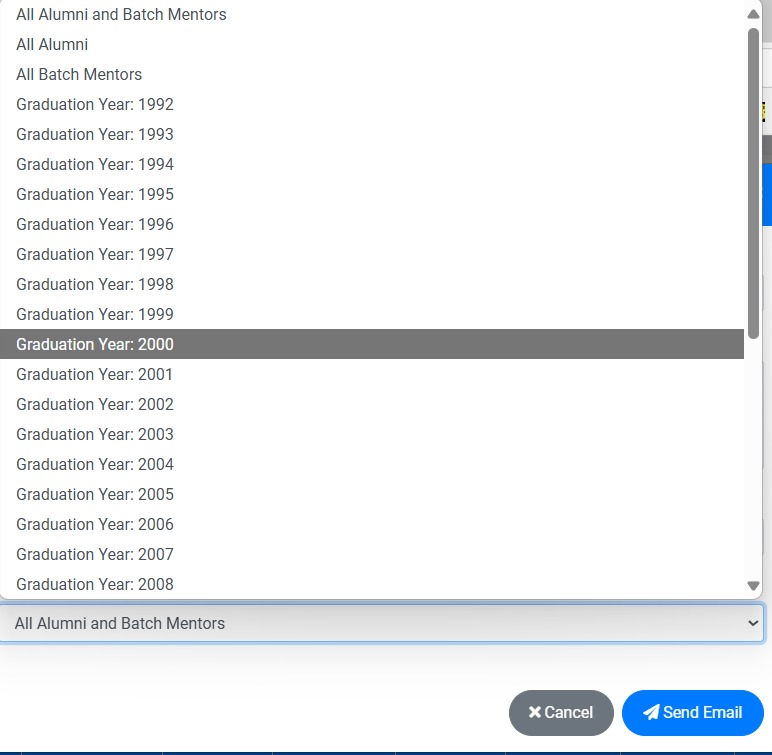 All Alumni and Batch Mentors
All Alumni
All Batch Mentors
Graduation Year: 1992
Graduation Year: 1993
Graduation Year: 1994
Graduation Year: 1995
Graduation Year: 1996
Graduation Year: 1997
Graduation Year: 1998
Graduation Year: 1999
Graduation Year: 2000
Graduation Year: 2001
Graduation Year: 2002
Graduation Year: 2003
Graduation Year: 2004
Graduation Year: 2005
Graduation Year: 2006
Graduation Year: 2007
Graduation Year: 2008
All Alumni and Batch Mentors
Cancel Send Email